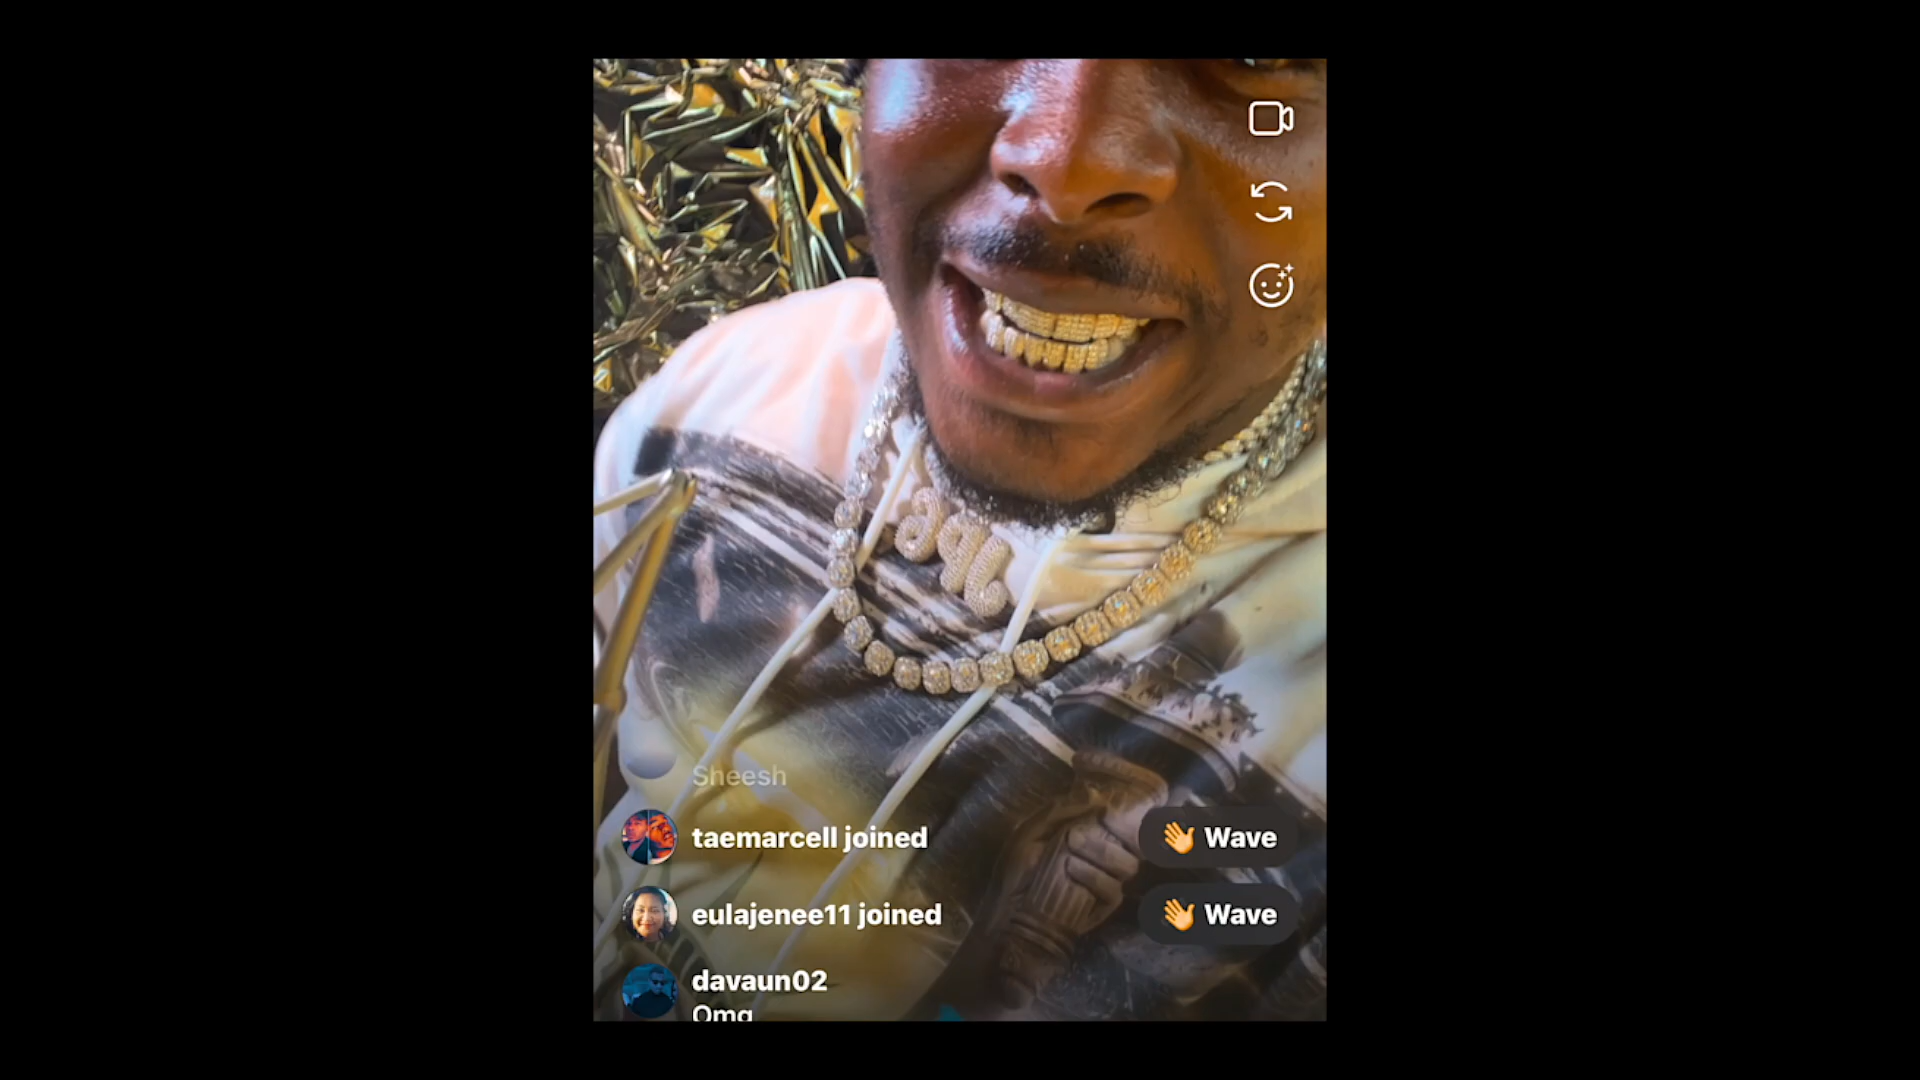 Sheesh
taemarcell joined
👋 Wave
eulajenee11 joined
👋 Wave
davaun02
Omg